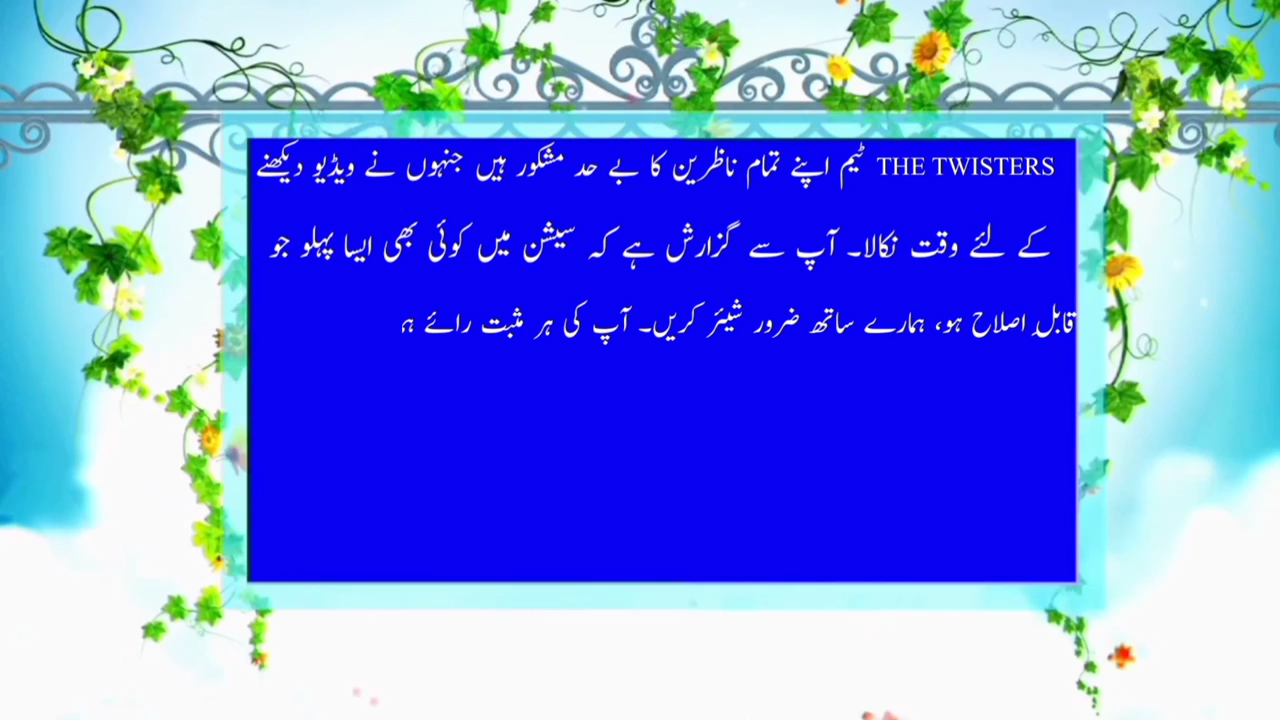 THE TWISTERS ٹیم اپنے تمام ناظرین کا بے حد مشکور ہیں جنہوں نے ویڈیو دیکھنے
کے لئے وقت نکالا۔ آپ سے گزارش ہے کہ سیشن میں کوئی بھی ایسا پہلو جو
قابلِ اصلاح ہو، ہمارے ساتھ ضرور شیئر کریں۔ آپ کی ہر مثبت رائے